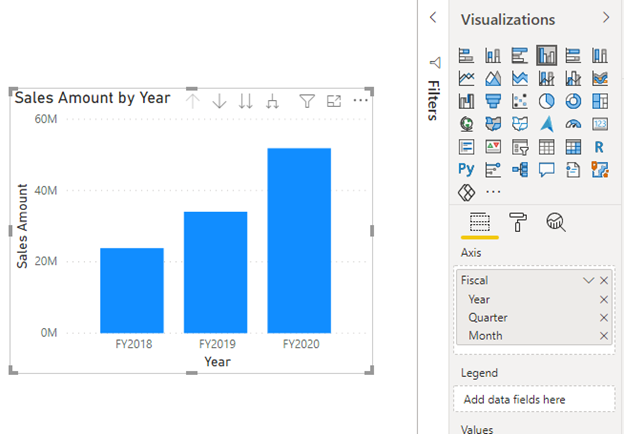 Sales Amount by Year
60M
40M
20M
0M
Sales Amount
FY2018
FY2019
FY2020
Year
Filters
Visualizations
123
R
Py
Axis
Fiscal
Year
Quarter
Month
Legend
Add data fields here
Values